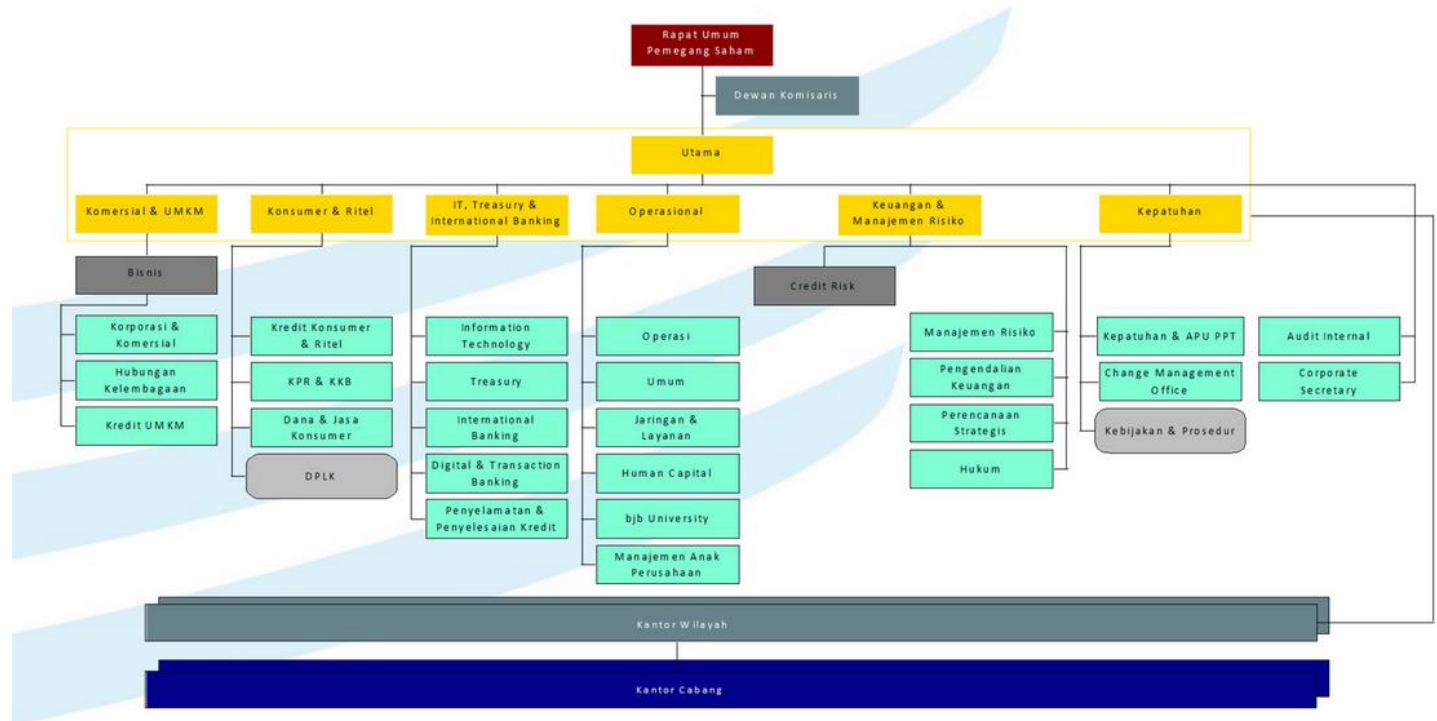 Rapat Umum
Pemegang Saham
Dewan Komisaris
Utama
Komersial & UMKM
Konsumer & Ritel
IT, Treasury &
International Banking
Operasional
Keuangan &
Manajemen Risiko
Kepatuhan
Bisnis
Credit Risk
Korporasi &
Komersial
Hubungan
Kelembagaan
Kredit UMKM
Kredit Konsumer
& Ritel
KPR & KKB
Dana & Jasa
Konsumer
DPLK
Information
Technology
Treasury
International
Banking
Digital & Transaction
Banking
Penyelamatan &
Penyelesaian Kredit
Operasi
Umum
Jaringan &
Layanan
Human Capital
bjb University
Manajemen Anak
Perusahaan
Manajemen Risiko
Pengendalian
Keuangan
Perencanaan
Strategis
Hukum
Kepatuhan & APU PPT
Change Management
Office
Kebijakan & Prosedur
Audit Internal
Corporate
Secretary
Kantor Wilayah
Kantor Cabang